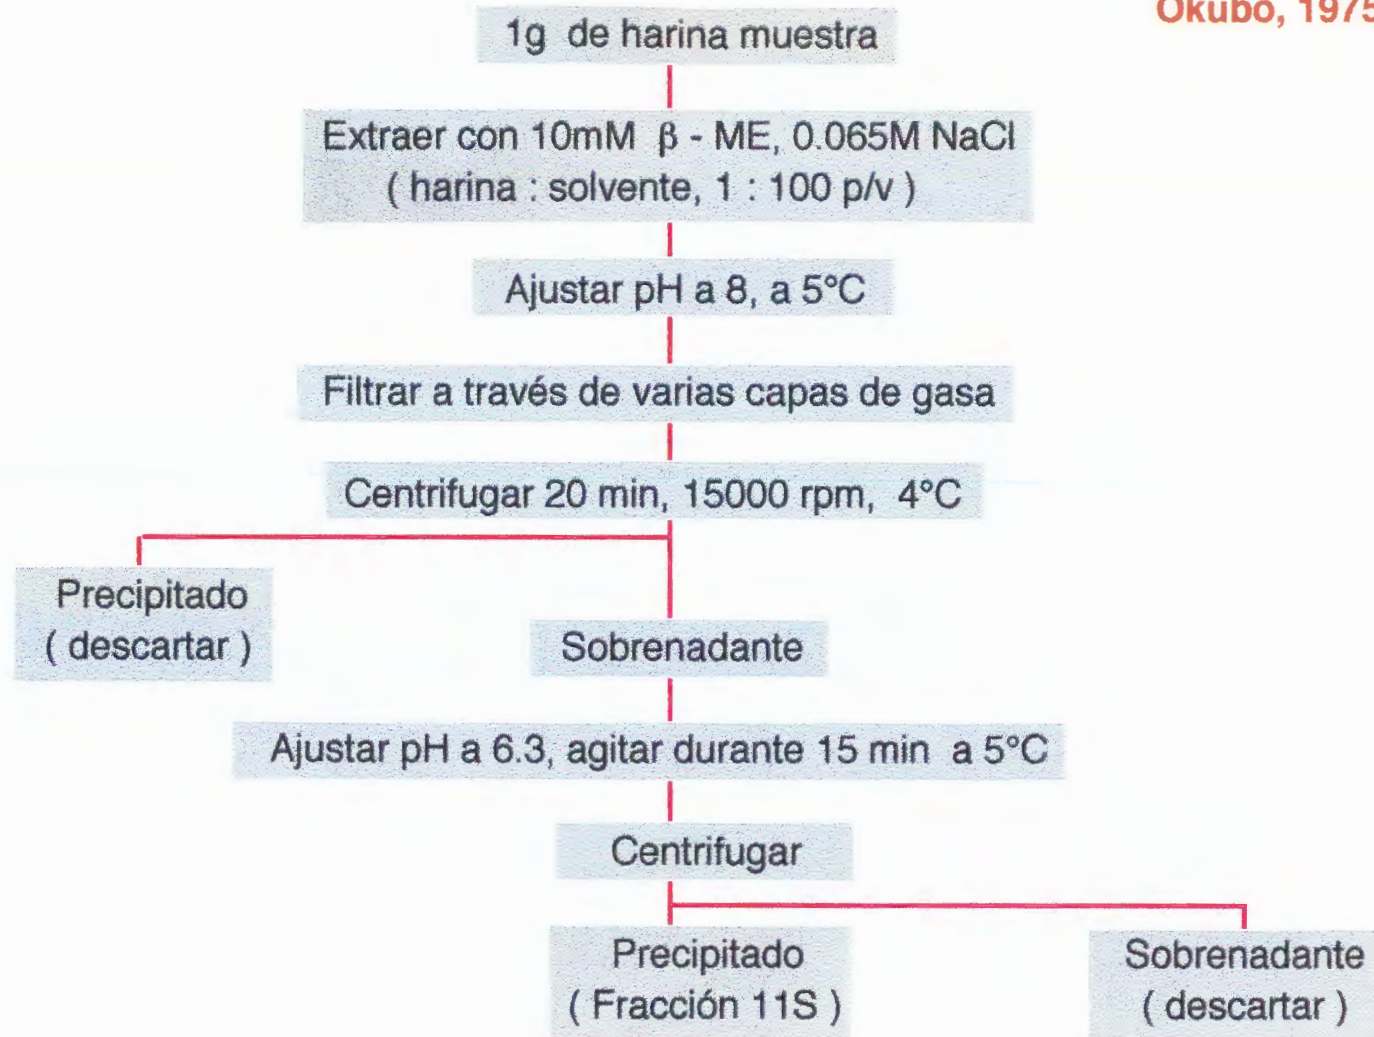 Okubo, 1975
1g de harina muestra
Extraer con 10mM β - ME, 0.065M NaCl
( harina : solvente, 1 : 100 p/v )
Ajustar pH a 8, a 5°C
Filtrar a través de varias capas de gasa
Centrifugar 20 min, 15000 rpm, 4°C
Precipitado
( descartar )
Sobrenadante
Ajustar pH a 6.3, agitar durante 15 min a 5°C
Centrifugar
Precipitado
( Fracción 11S )
Sobrenadante
( descartar )